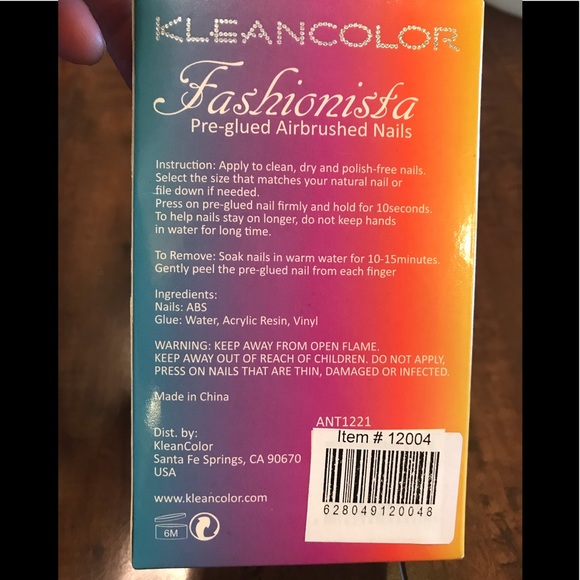 KLEANCOLOR
Fashionista
Pre-glued Airbrushed Nails
Instruction: Apply to clean, dry and polish-free nails.
Select the size that matches your natural nail or
file down if needed.
Press on pre-glued nail firmly and hold for 10seconds.
To help nails stay on longer, do not keep hands
in water for long time.
To Remove: Soak nails in warm water for 10-15minutes.
Gently peel the pre-glued nail from each finger
Ingredients:
Nails: ABS
Glue: Water, Acrylic Resin, Vinyl
WARNING: KEEP AWAY FROM OPEN FLAME.
KEEP AWAY OUT OF REACH OF CHILDREN. DO NOT APPLY,
PRESS ON NAILS THAT ARE THIN, DAMAGED OR INFECTED.
Made in China
Dist. by:
KleanColor
Santa Fe Springs, CA 90670
USA
www.kleancolor.com
6M
ANT1221
Item # 12004
628049120048